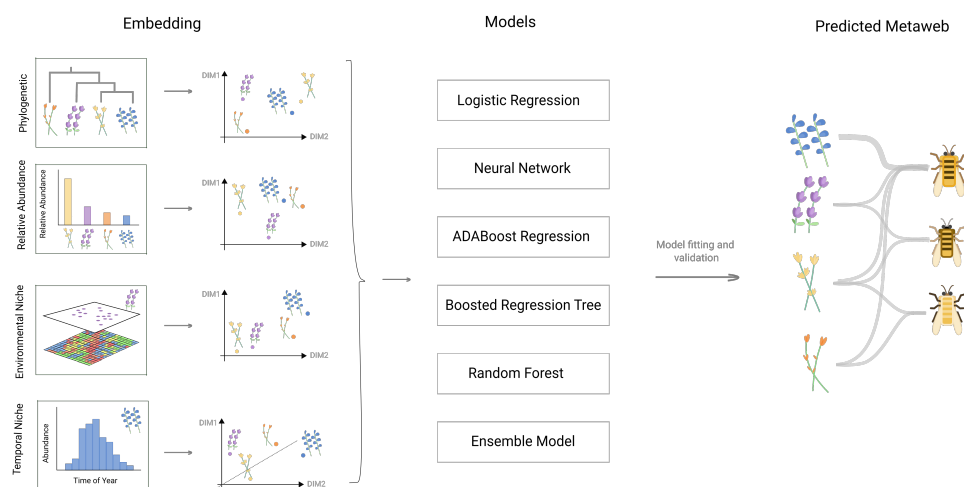 Embedding
Models
Predicted Metaweb
Phylogenetic
DIM1
DIM2
Relative Abundance
Relative Abundance
DIM1
DIM2
Environmental Niche
DIM1
DIM2
Temporal Niche
Abundance
Time of Year
DIM1
DIM2
Logistic Regression
Neural Network
ADABoost Regression
Boosted Regression Tree
Random Forest
Ensemble Model
Model fitting and
validation